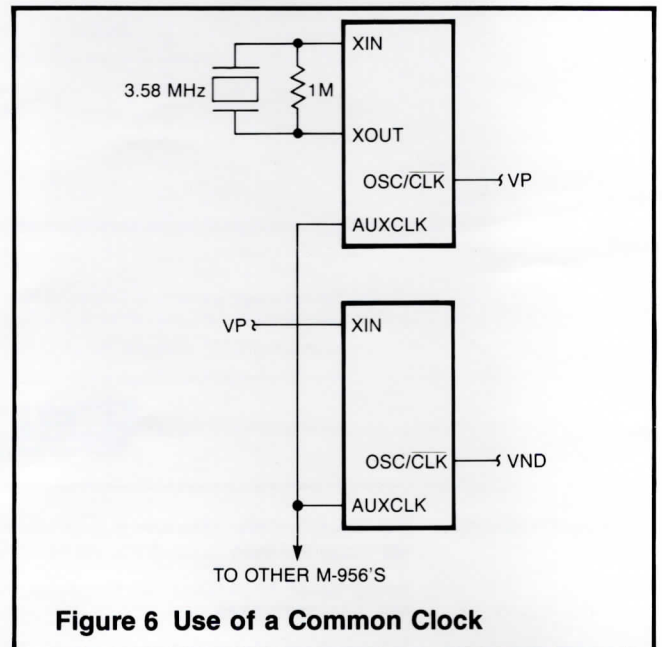 XIN
3.58 MHz
1M
XOUT
OSC/CLK
VP
AUXCLK
VP
XIN
OSC/CLK
VND
AUXCLK
TO OTHER M-956'S
Figure 6 Use of a Common Clock